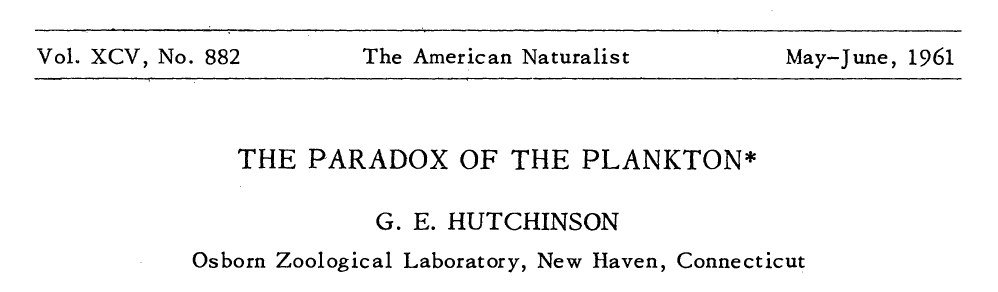 Vol. XCV, No. 882 The American Naturalist May–June, 1961
THE PARADOX OF THE PLANKTON*
G. E. HUTCHINSON
Osborn Zoological Laboratory, New Haven, Connecticut